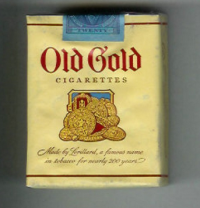 TWENTY
Old Gold
CIGARETTES
Made by Lorillard, a famous name
in tobacco for nearly 200 years